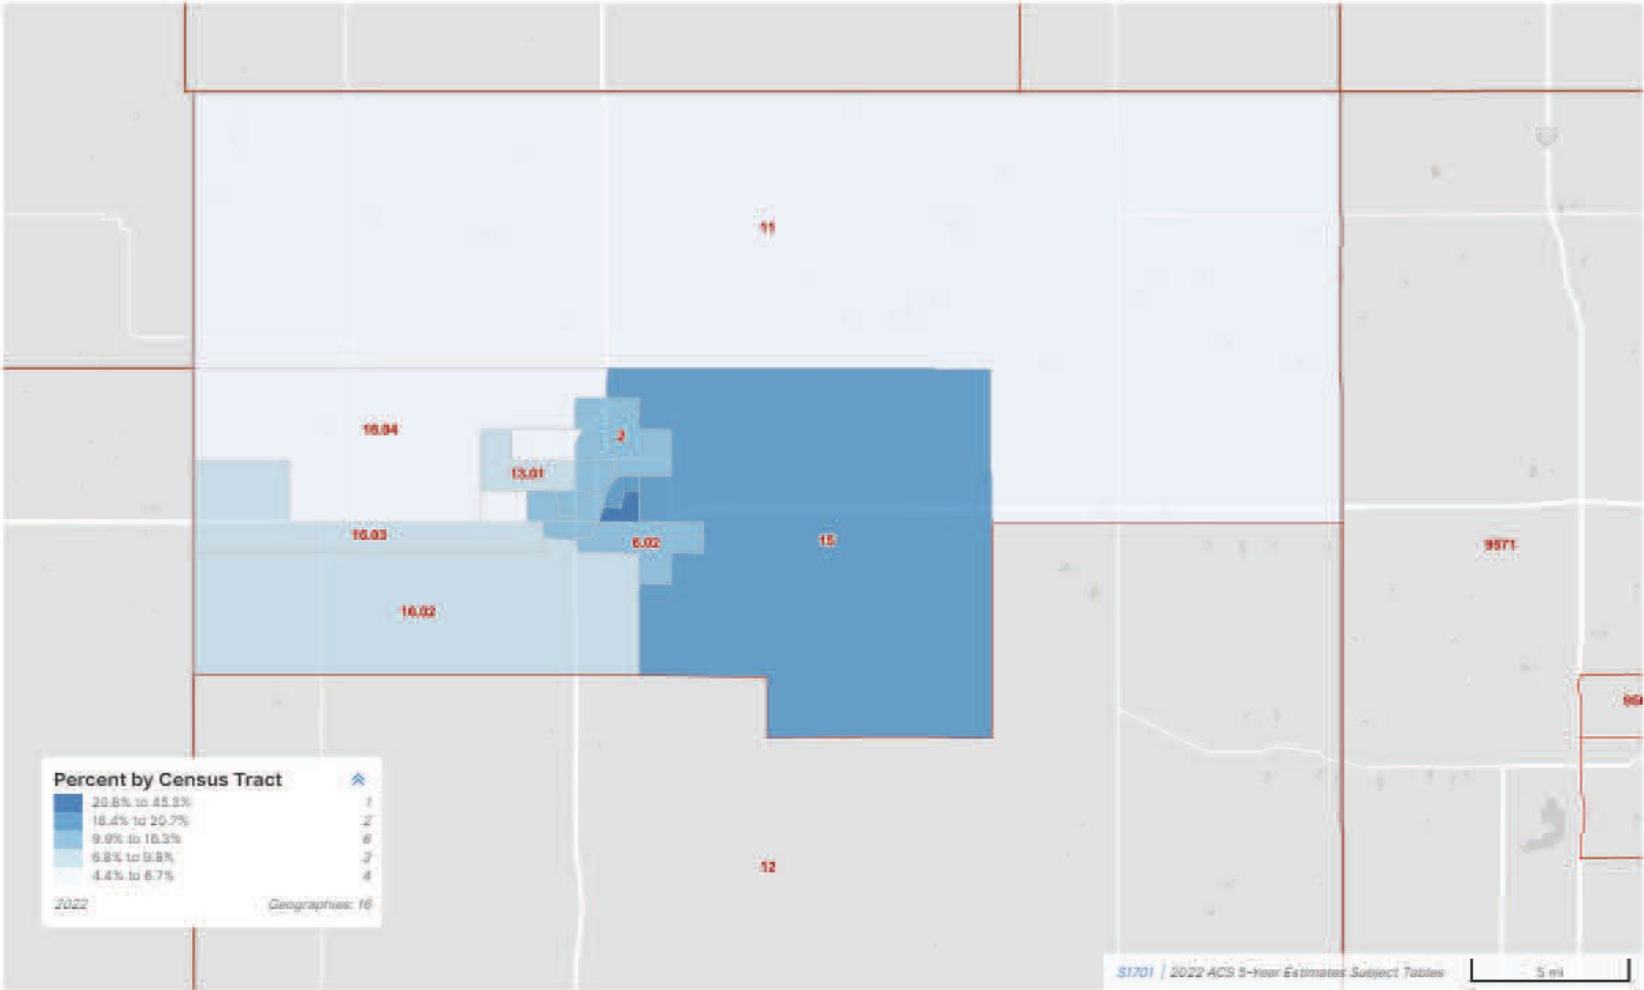 11
16.04
2
13.01
16.03
6.02
15
9571
16.02
12
Percent by Census Tract
20.8% to 45.3% 1
16.4% to 20.7% 2
9.9% to 16.3% 6
6.8% to 9.8% 3
4.4% to 6.7% 4
2022 Geographies: 16
S1701 | 2022 ACS 5-Year Estimates Subject Tables
5 mi